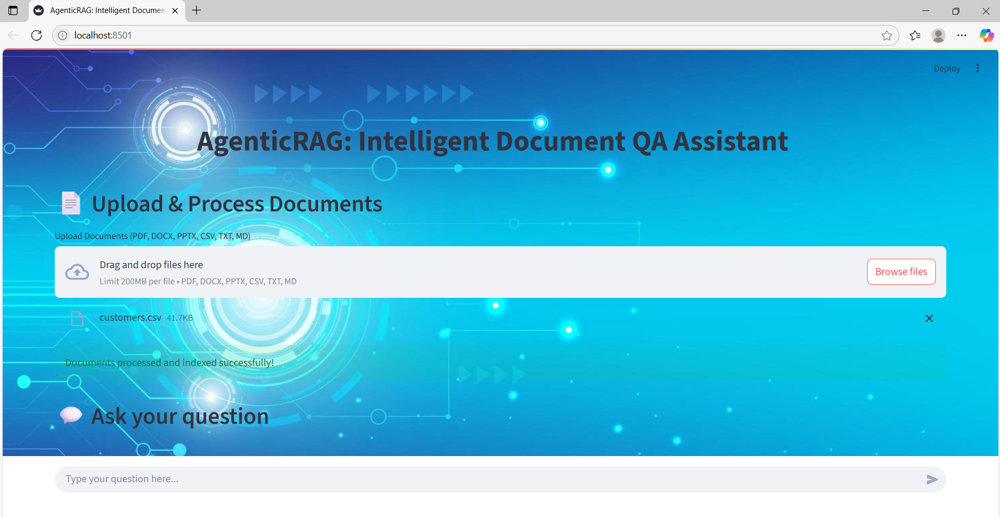 AgenticRAG: Intelligent Documen
localhost:8501
Deploy
AgenticRAG: Intelligent Document QA Assistant
Upload & Process Documents
Upload Documents (PDF, DOCX, PPTX, CSV, TXT, MD)
Drag and drop files here
Limit 200MB per file • PDF, DOCX, PPTX, CSV, TXT, MD
Browse files
customers.csv 41.7KB
Documents processed and indexed successfully!
Ask your question
Type your question here...